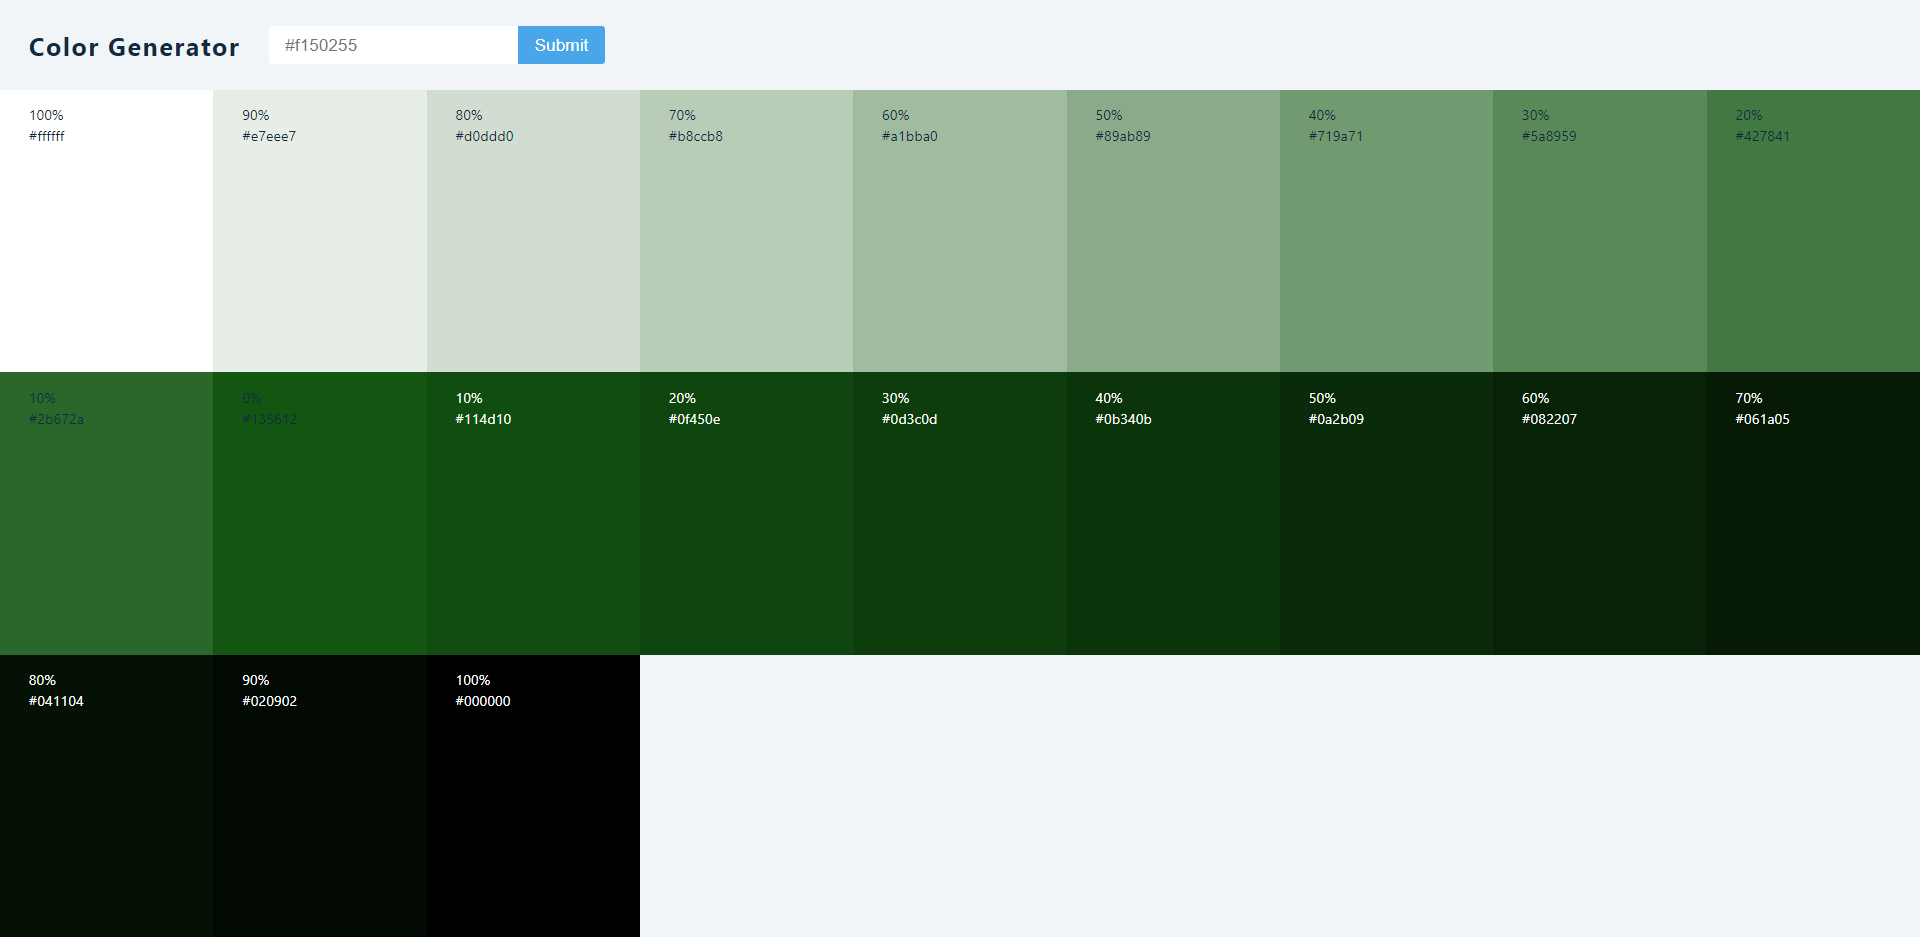 Color Generator
#f150255
Submit
100%
#ffffff
90%
#e7eee7
80%
#d0ddd0
70%
#b8ccb8
60%
#a1bba0
50%
#89ab89
40%
#719a71
30%
#5a8959
20%
#427841
10%
#2b672a
0%
#135612
10%
#114d10
20%
#0f450e
30%
#0d3c0d
40%
#0b340b
50%
#0a2b09
60%
#082207
70%
#061a05
80%
#041104
90%
#020902
100%
#000000